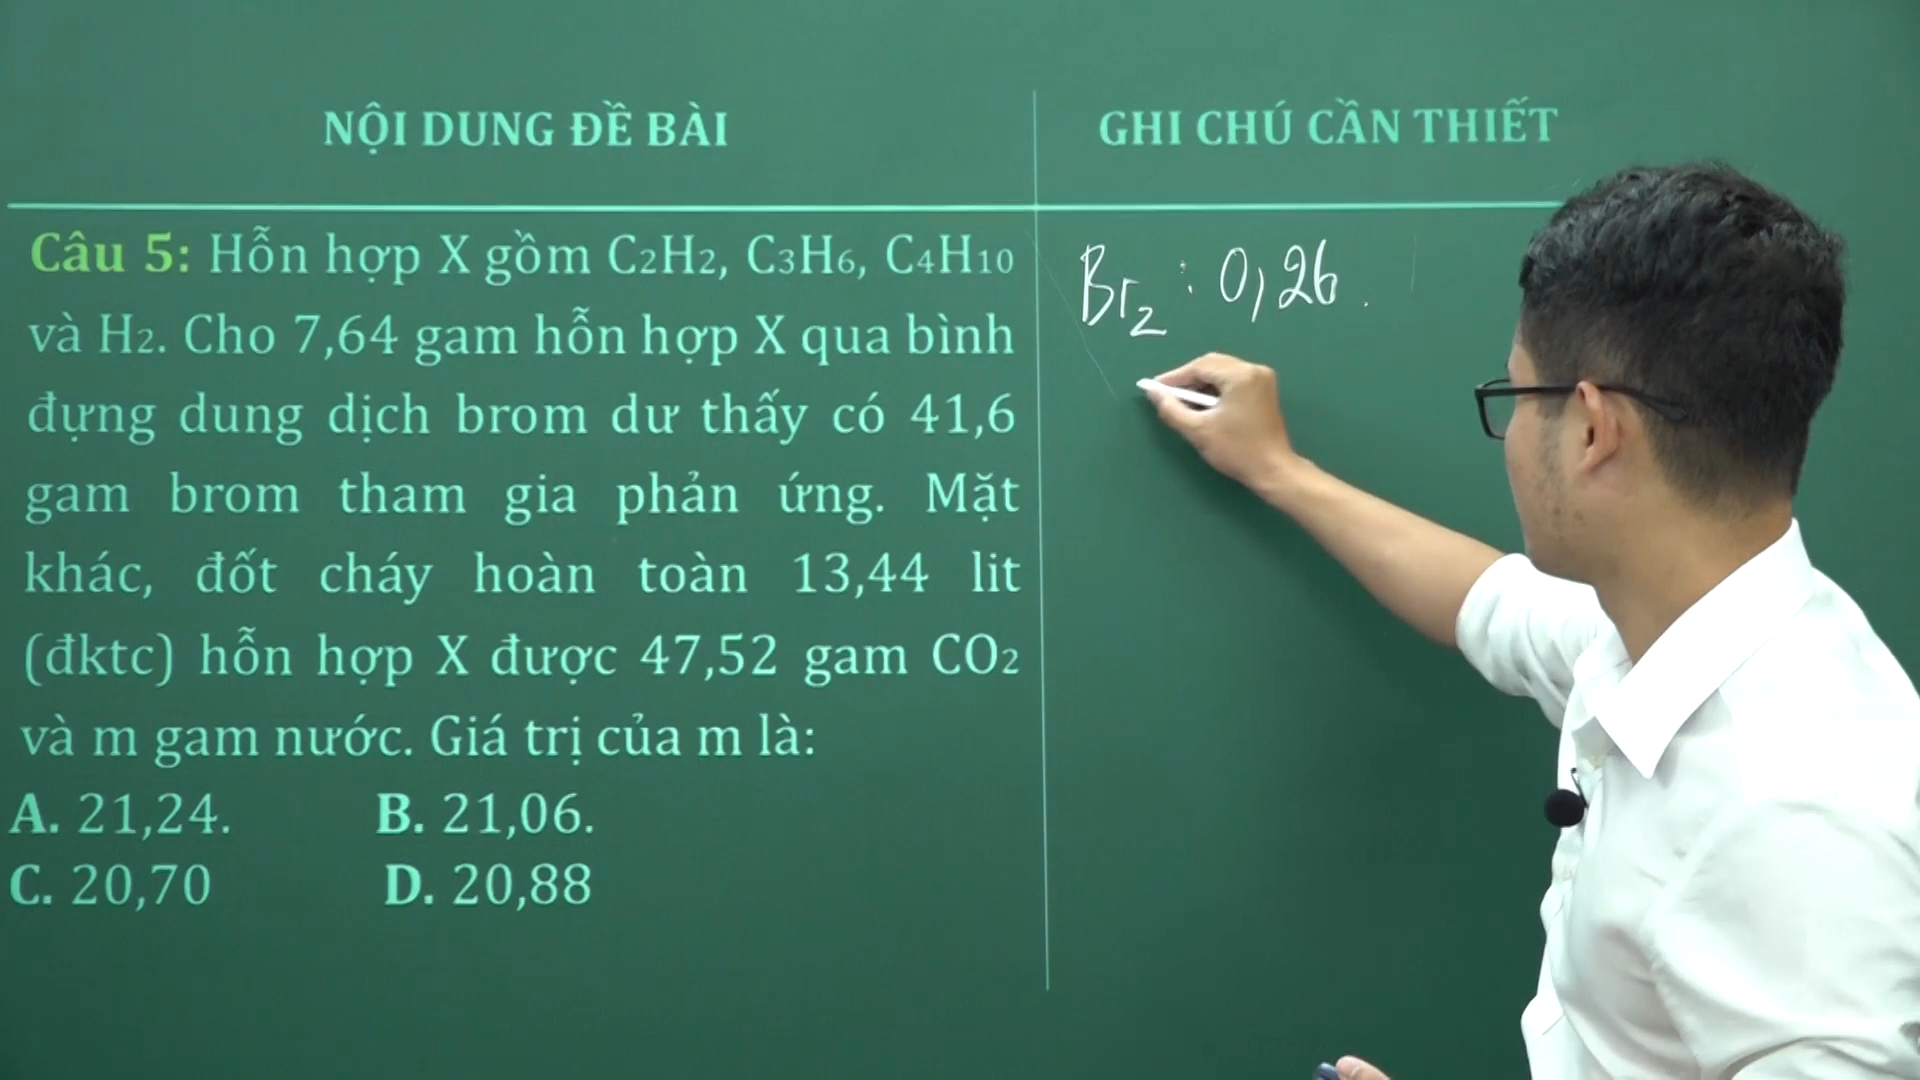 NỘI DUNG ĐỀ BÀI
GHI CHÚ CẦN THIẾT
Câu 5: Hỗn hợp X gồm C2H2, C3H6, C4H10
và H2. Cho 7,64 gam hỗn hợp X qua bình
đựng dung dịch brom dư thấy có 41,6
gam brom tham gia phản ứng. Mặt
khác, đốt cháy hoàn toàn 13,44 lit
(đktc) hỗn hợp X được 47,52 gam CO2
và m gam nước. Giá trị của m là:
A. 21,24. B. 21,06.
C. 20,70 D. 20,88
Br2 : 0,26.